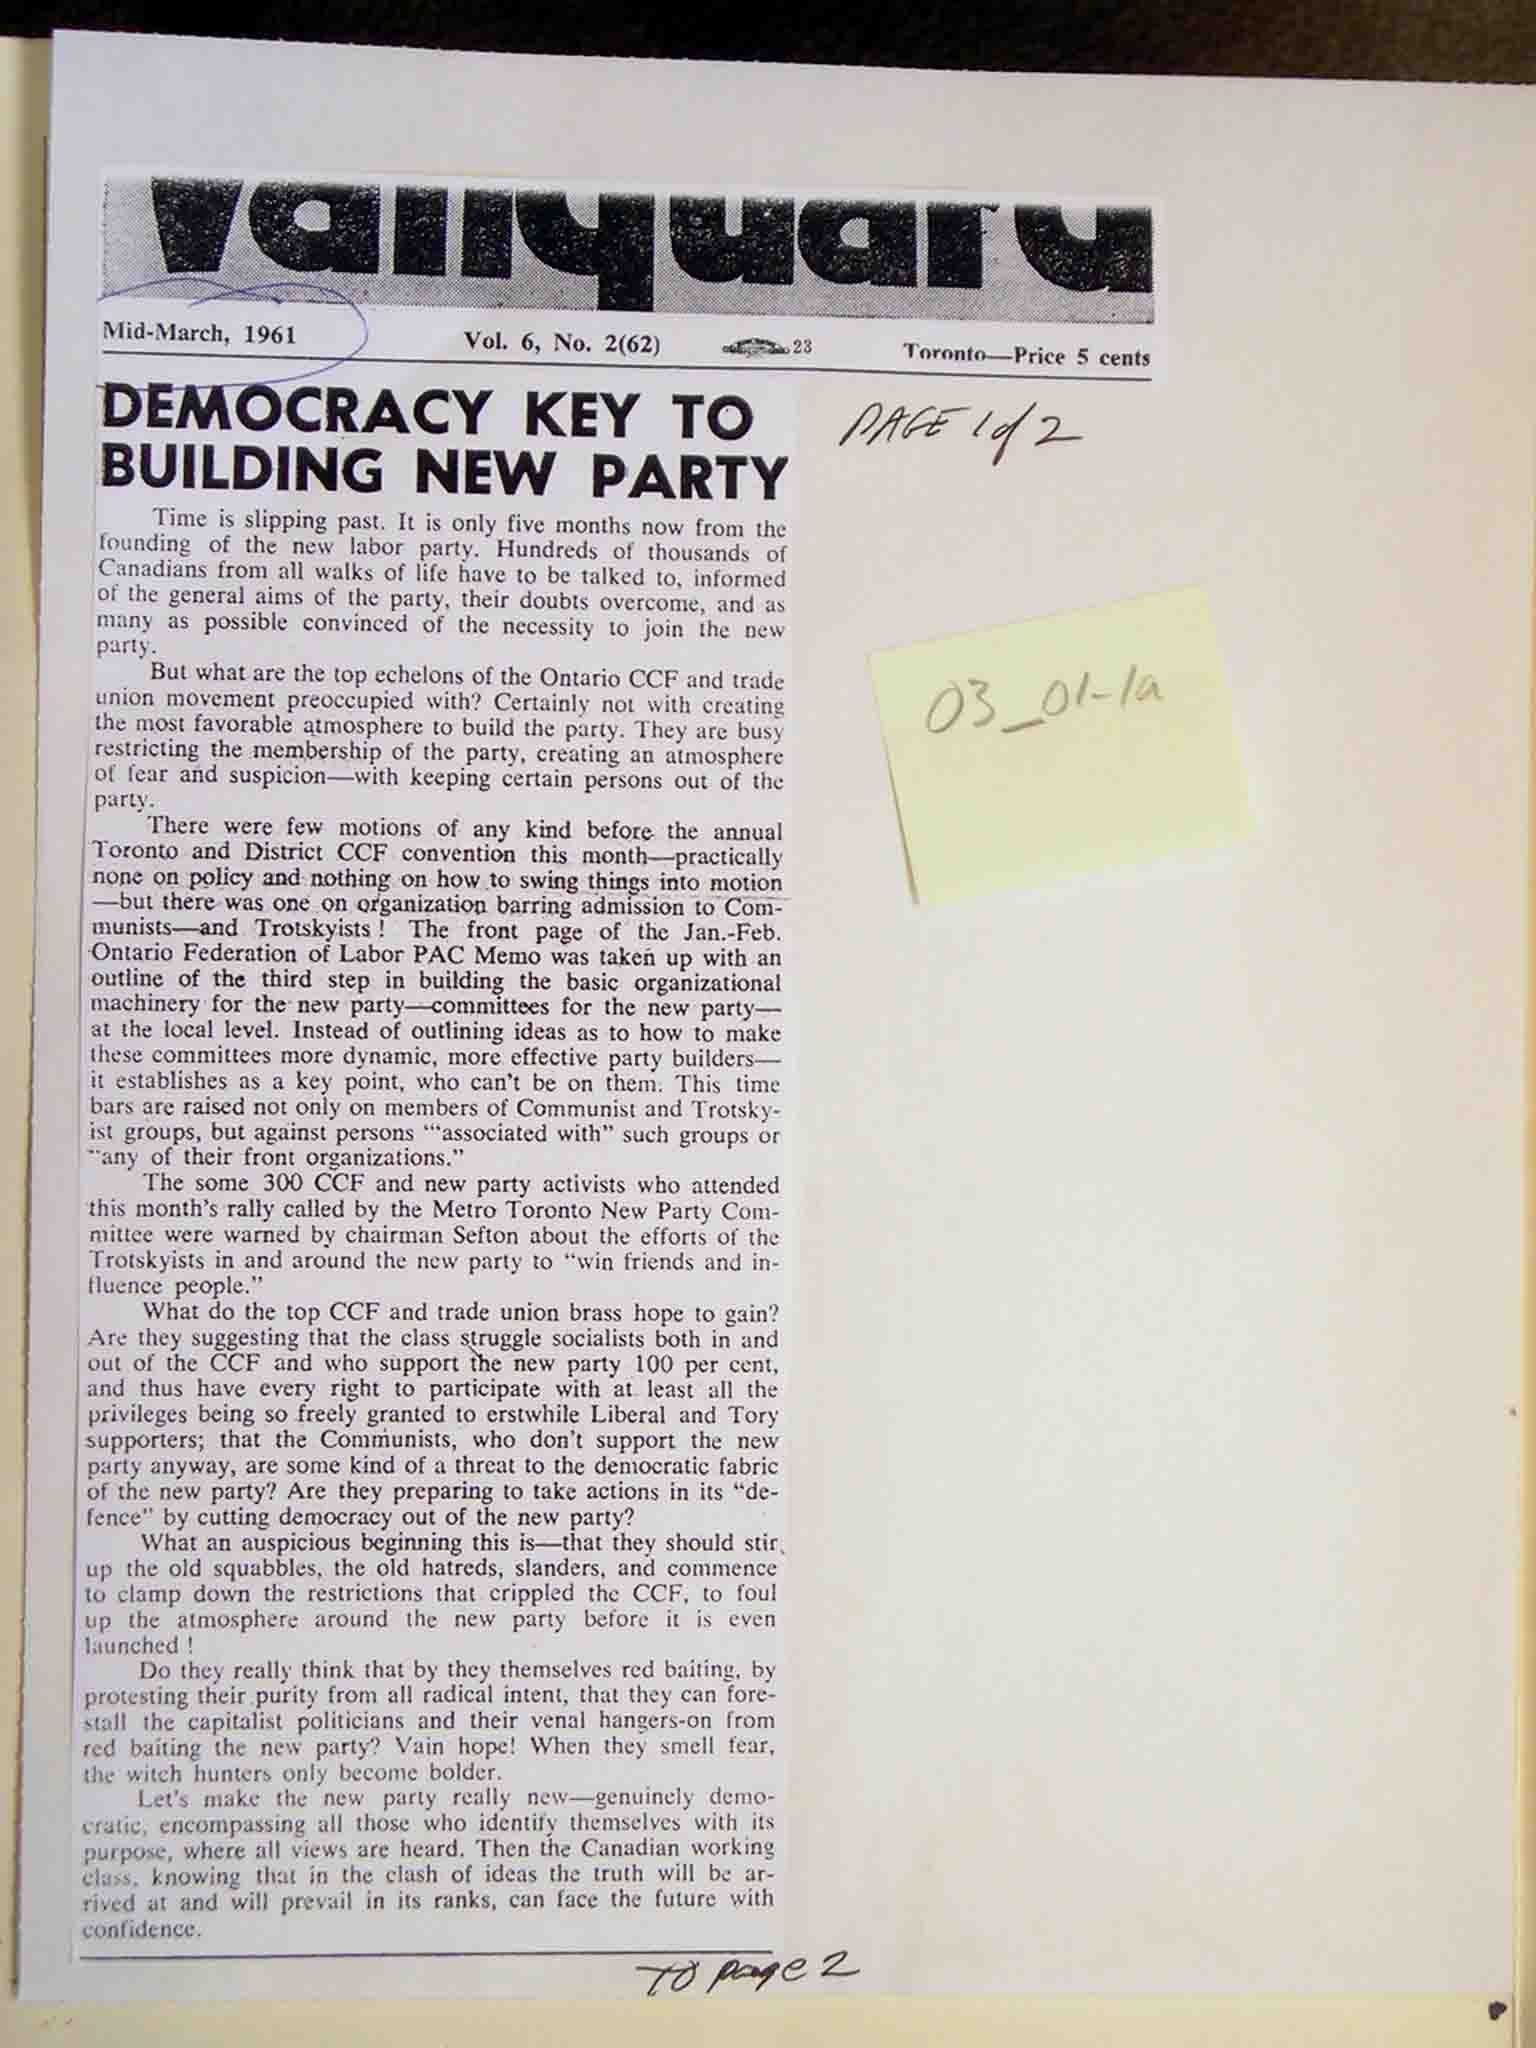 Vanguard
Mid-March, 1961
Vol. 6, No. 2(62)
23
Toronto—Price 5 cents
DEMOCRACY KEY TO
BUILDING NEW PARTY
PAGE 1 of 2
03_01-1a
Time is slipping past. It is only five months now from the
founding of the new labor party. Hundreds of thousands of
Canadians from all walks of life have to be talked to, informed
of the general aims of the party, their doubts overcome, and as
many as possible convinced of the necessity to join the new
party.
But what are the top echelons of the Ontario CCF and trade
union movement preoccupied with? Certainly not with creating
the most favorable atmosphere to build the party. They are busy
restricting the membership of the party, creating an atmosphere
of fear and suspicion—with keeping certain persons out of the
party.
There were few motions of any kind before the annual
Toronto and District CCF convention this month—practically
none on policy and nothing on how to swing things into motion
—but there was one on organization barring admission to Com-
munists—and Trotskyists! The front page of the Jan.-Feb.
Ontario Federation of Labor PAC Memo was taken up with an
outline of the third step in building the basic organizational
machinery for the new party—committees for the new party—
at the local level. Instead of outlining ideas as to how to make
these committees more dynamic, more effective party builders—
it establishes as a key point, who can't be on them. This time
bars are raised not only on members of Communist and Trotsky-
ist groups, but against persons "'associated with" such groups or
"any of their front organizations."
The some 300 CCF and new party activists who attended
this month's rally called by the Metro Toronto New Party Com-
mittee were warned by chairman Sefton about the efforts of the
Trotskyists in and around the new party to "win friends and in-
fluence people."
What do the top CCF and trade union brass hope to gain?
Are they suggesting that the class struggle socialists both in and
out of the CCF and who support the new party 100 per cent,
and thus have every right to participate with at least all the
privileges being so freely granted to erstwhile Liberal and Tory
supporters; that the Communists, who don't support the new
party anyway, are some kind of a threat to the democratic fabric
of the new party? Are they preparing to take actions in its "de-
fence" by cutting democracy out of the new party?
What an auspicious beginning this is—that they should stir
up the old squabbles, the old hatreds, slanders, and commence
to clamp down the restrictions that crippled the CCF, to foul
up the atmosphere around the new party before it is even
launched!
Do they really think that by they themselves red baiting, by
protesting their purity from all radical intent, that they can fore-
stall the capitalist politicians and their venal hangers-on from
red baiting the new party? Vain hope! When they smell fear,
the witch hunters only become bolder.
Let's make the new party really new—genuinely demo-
cratic, encompassing all those who identify themselves with its
purpose, where all views are heard. Then the Canadian working
class, knowing that in the clash of ideas the truth will be ar-
rived at and will prevail in its ranks, can face the future with
confidence.
TO page 2